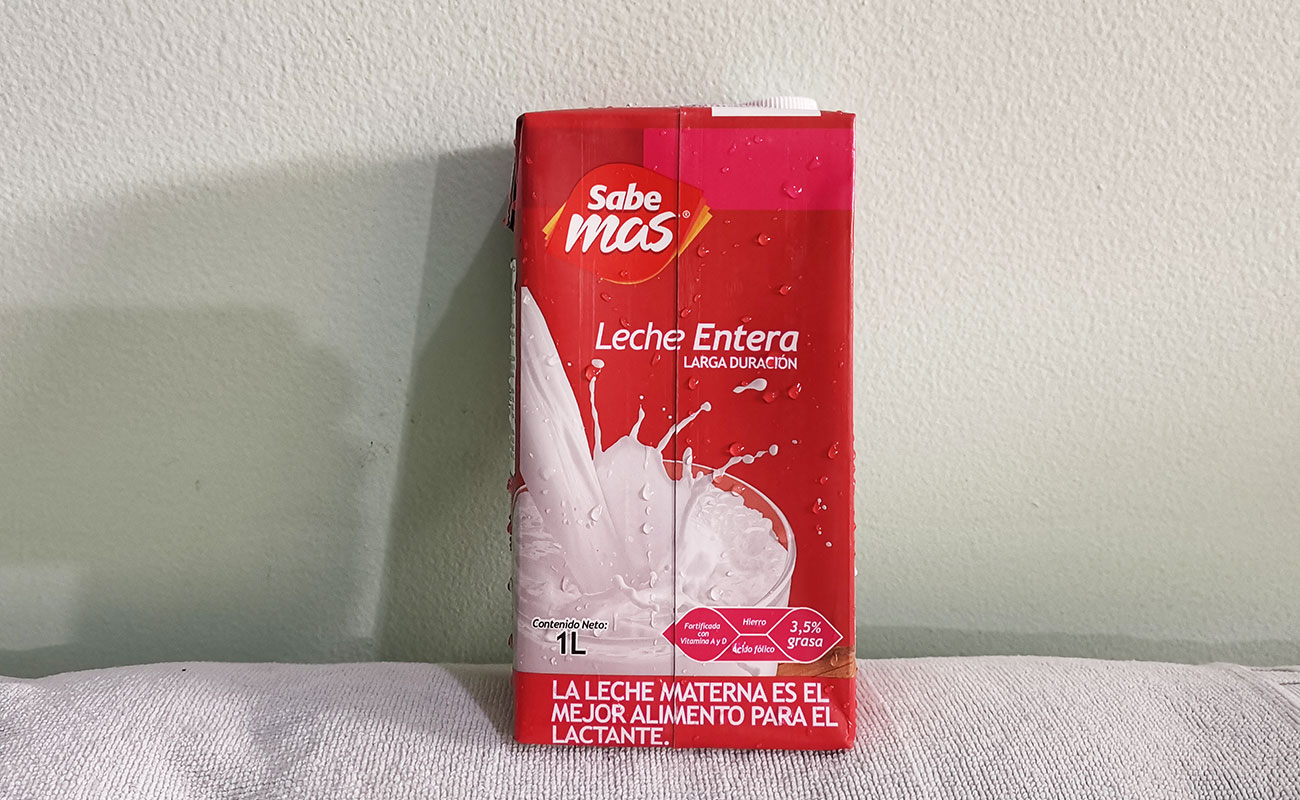 Sabe
mas®
Leche Entera
LARGA DURACIÓN
Contenido Neto:
1L
Fortificada
con
Vitamina A y D
Hierro
Ácido fólico
3,5%
grasa
LA LECHE MATERNA ES EL
MEJOR ALIMENTO PARA EL
LACTANTE.